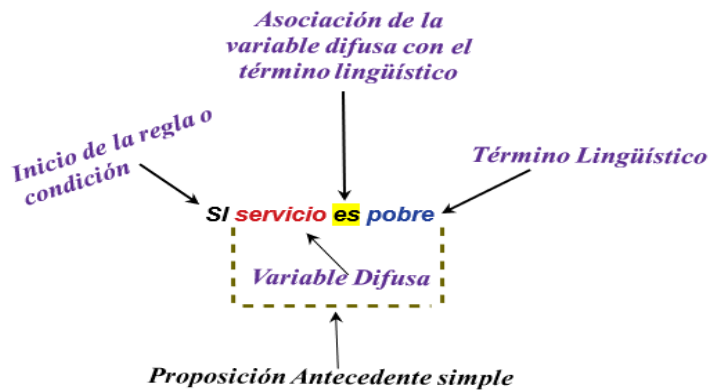 Asociación de la
variable difusa con el
término lingüístico
Inicio de la regla o
condición
Término Lingüístico
SI servicio es pobre
Variable Difusa
Proposición Antecedente simple